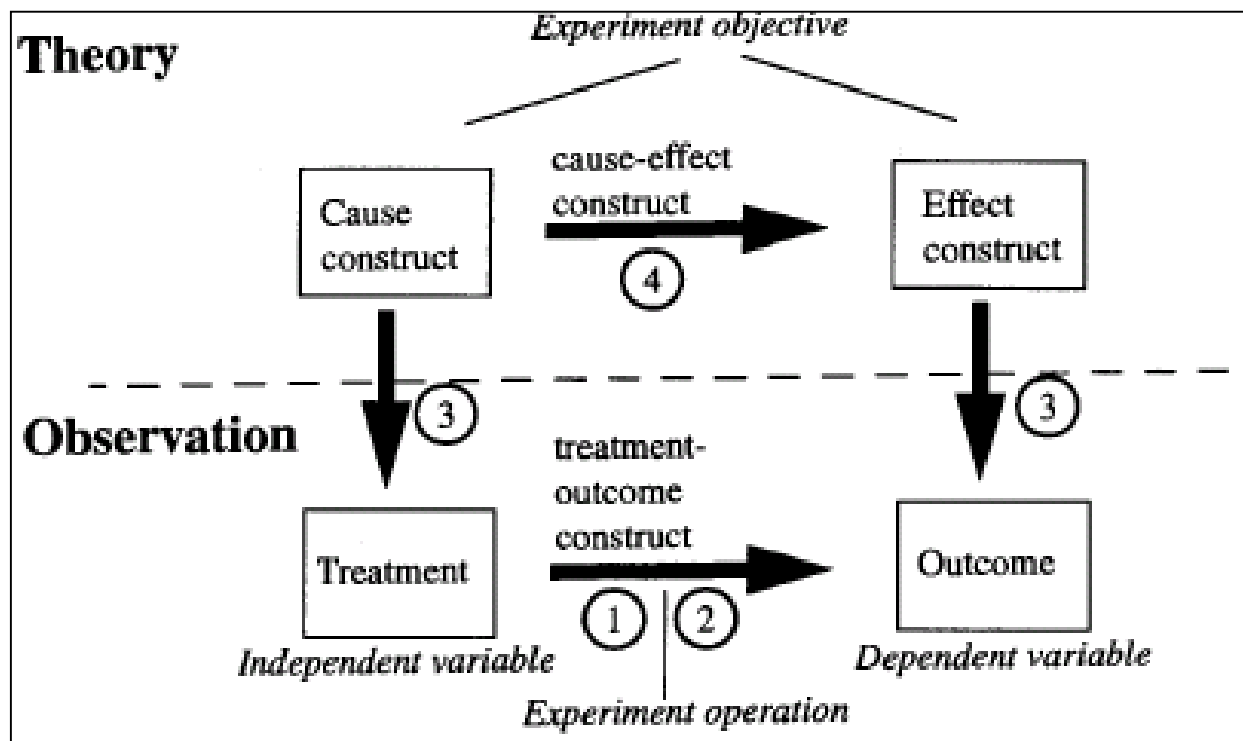 Experiment objective
Theory
cause-effect
construct
Cause
construct
Effect
construct
4
3
3
Observation
treatment-
outcome
construct
Treatment
Outcome
1 2
Independent variable
Dependent variable
Experiment operation